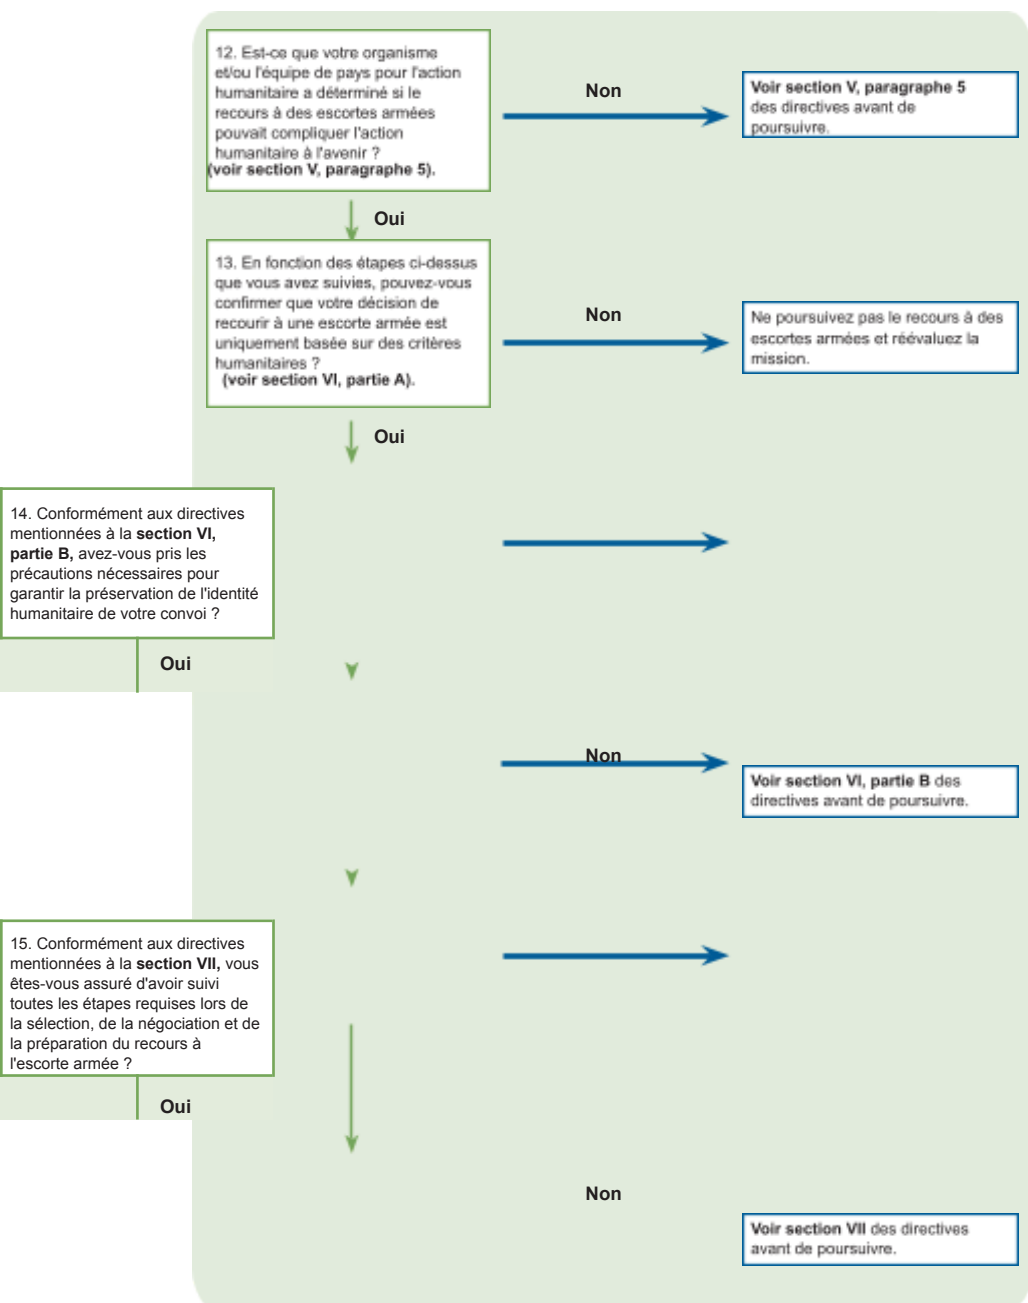 12. Est-ce que votre organisme
et/ou l'équipe de pays pour l'action
humanitaire a déterminé si le
recours à des escortes armées
pouvait compliquer l'action
humanitaire à l'avenir ?
(voir section V, paragraphe 5).
Non
Voir section V, paragraphe 5
des directives avant de
poursuivre.
Oui
13. En fonction des étapes ci-dessus
que vous avez suivies, pouvez-vous
confirmer que votre décision de
recourir à une escorte armée est
uniquement basée sur des critères
humanitaires ?
(voir section VI, partie A).
Non
Ne poursuivez pas le recours à des
escortes armées et réévaluez la
mission.
Oui
14. Conformément aux directives
mentionnées à la section VI,
partie B, avez-vous pris les
précautions nécessaires pour
garantir la préservation de l'identité
humanitaire de votre convoi ?
Oui
Non
Voir section VI, partie B des
directives avant de poursuivre.
15. Conformément aux directives
mentionnées à la section VII, vous
êtes-vous assuré d'avoir suivi
toutes les étapes requises lors de
la sélection, de la négociation et de
la préparation du recours à
l'escorte armée ?
Oui
Non
Voir section VII des directives
avant de poursuivre.